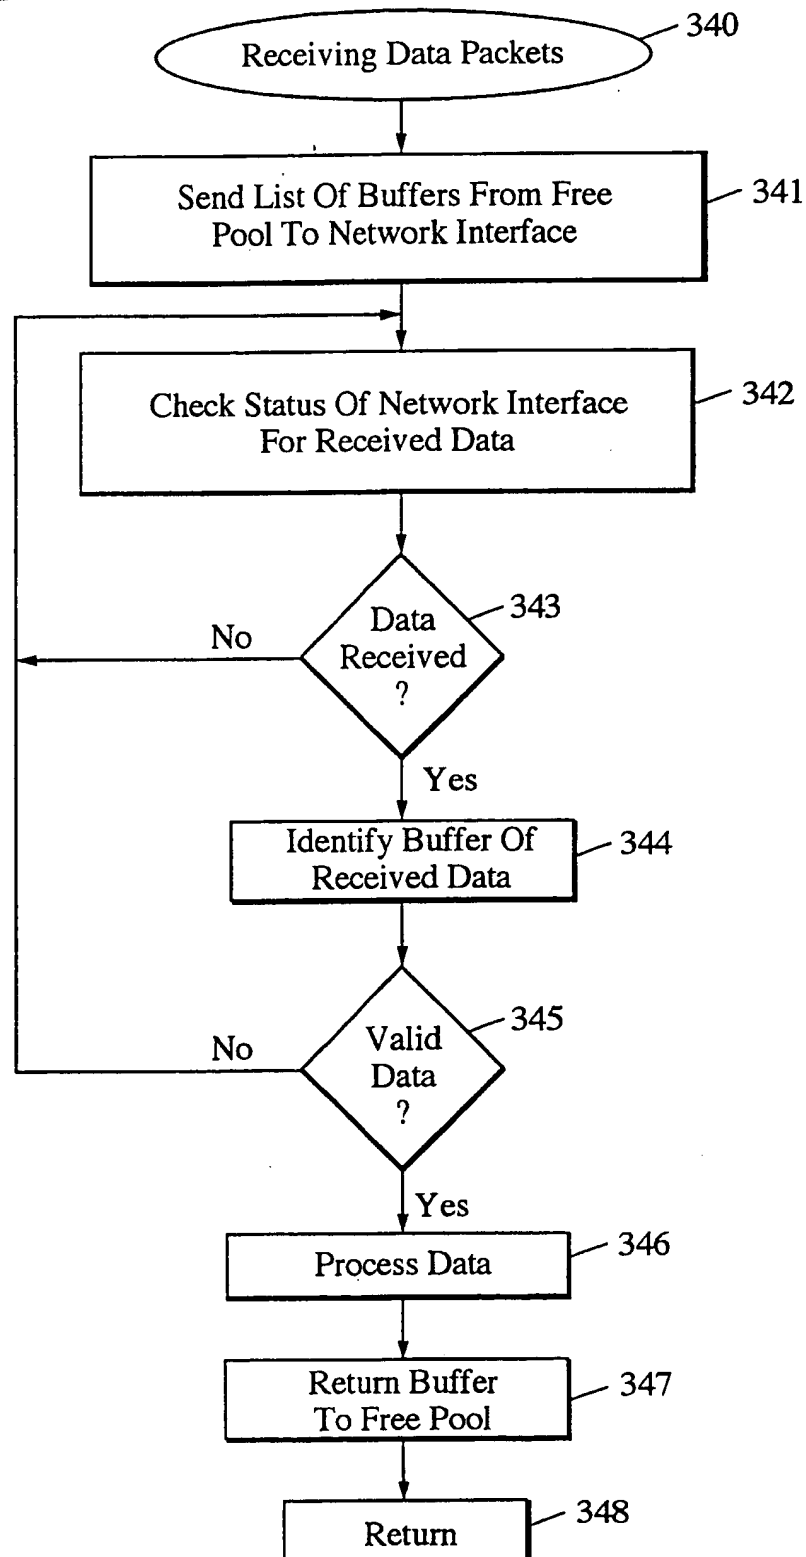 Receiving Data Packets
340
Send List Of Buffers From Free
Pool To Network Interface
341
Check Status Of Network Interface
For Received Data
342
Data
Received
?
343
No
Yes
Identify Buffer Of
Received Data
344
Valid
Data
?
345
No
Yes
Process Data
346
Return Buffer
To Free Pool
347
Return
348